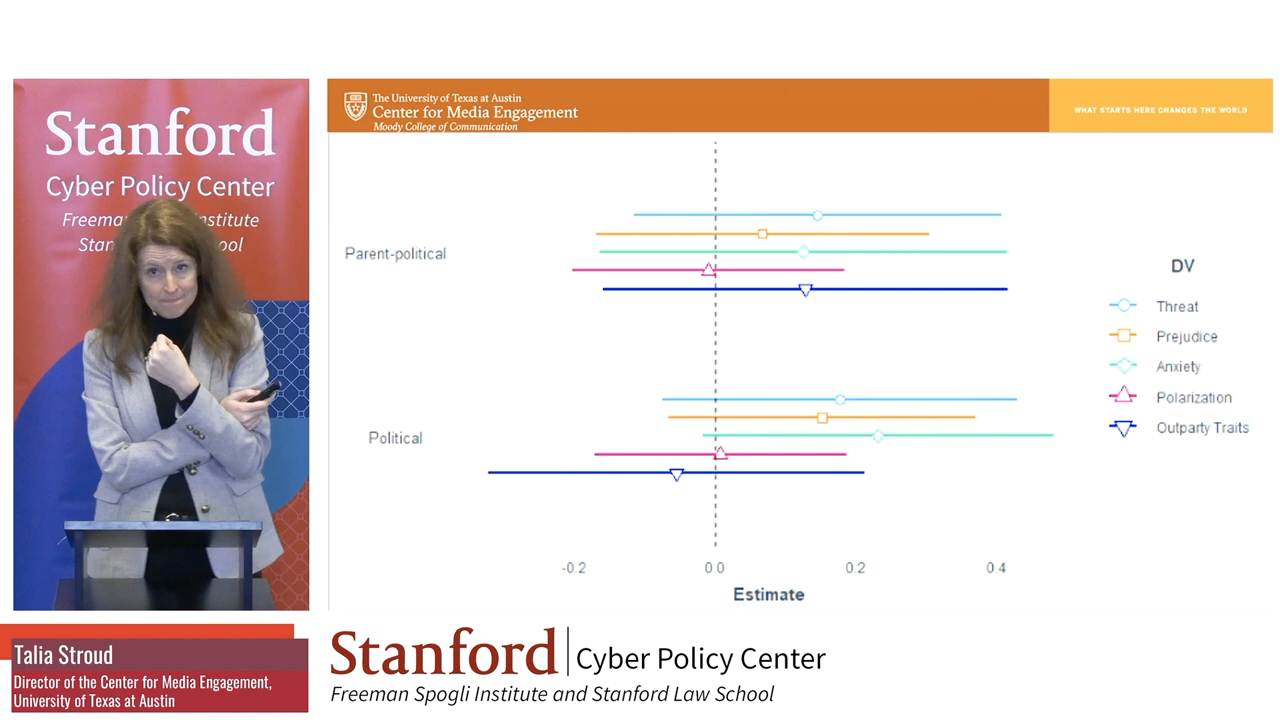 Stanford
Cyber Policy Center
Freeman Institute
Stan ool
The University of Texas at Austin
Center for Media Engagement
Moody College of Communication
WHAT STARTS HERE CHANGES THE WORLD
Parent-political
Political
DV
Threat
Prejudice
Anxiety
Polarization
Outparty Traits
-0.2 0.0 0.2 0.4
Estimate
Talia Stroud
Director of the Center for Media Engagement,
University of Texas at Austin
Stanford Cyber Policy Center
Freeman Spogli Institute and Stanford Law School